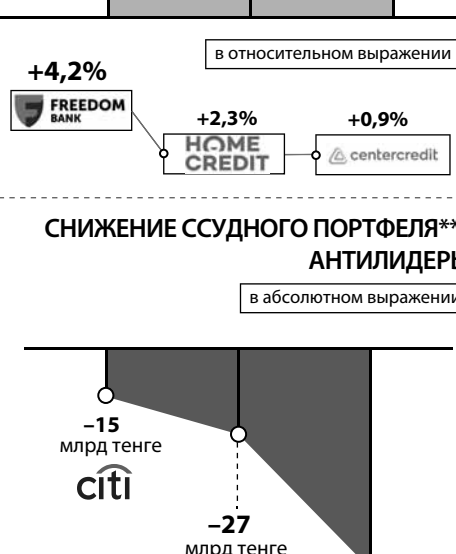 в относительном выражении
+4,2%
FREEDOM
BANK
+2,3%
HOME
CREDIT
+0,9%
centercredit
СНИЖЕНИЕ ССУДНОГО ПОРТФЕЛЯ**
АНТИЛИДЕРЫ
в абсолютном выражении
–15
млрд тенге
citi
–27
млрд тенге